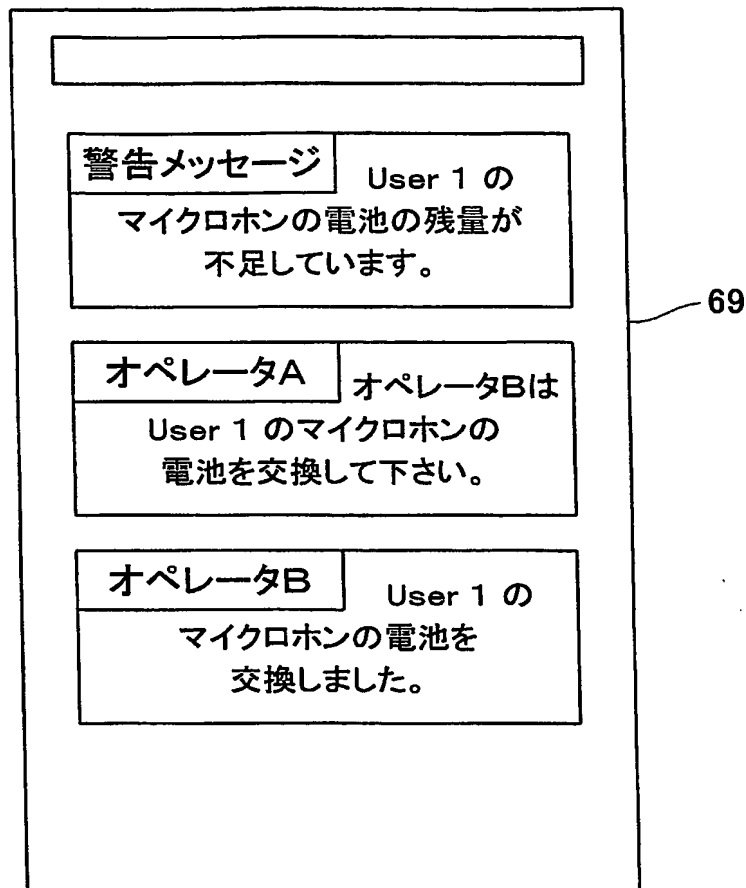 警告メッセージ
User 1 の
マイクロホンの電池の残量が
不足しています。
69
オペレータA
オペレータBは
User 1 のマイクロホンの
電池を交換して下さい。
オペレータB
User 1 の
マイクロホンの電池を
交換しました。